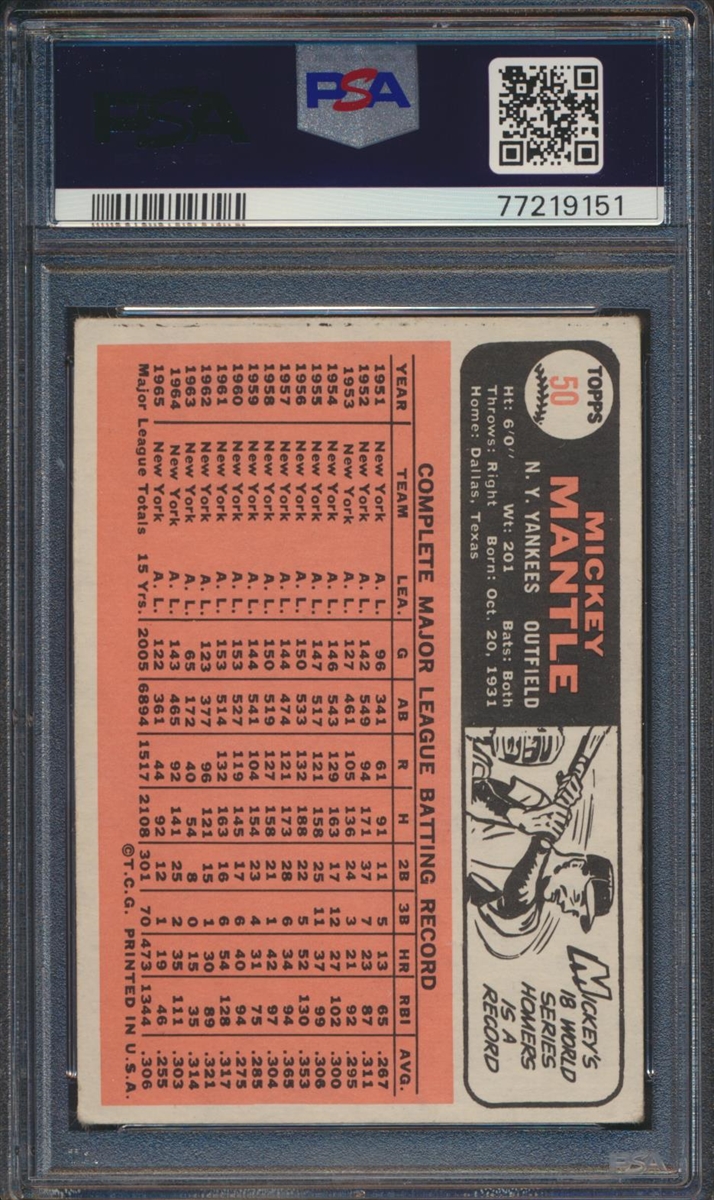 PSA
PSA
77219151
TOPPS
50
MICKEY
MANTLE
N. Y. YANKEES OUTFIELD
Ht: 6'0" Wt: 201 Bats: Both
Throws: Right Born: Oct. 20, 1931
Home: Dallas, Texas
MICKEY'S
18 WORLD
SERIES
HOMERS
IS A
RECORD
COMPLETE MAJOR LEAGUE BATTING RECORD
YEAR TEAM LEA. G AB R H 2B 3B HR RBI AVG.
1951 New York A. L. 96 341 61 91 11 5 13 65 .267
1952 New York A. L. 142 549 94 171 37 7 23 87 .311
1953 New York A. L. 127 461 105 136 24 3 21 92 .295
1954 New York A. L. 146 543 129 163 17 12 27 102 .300
1955 New York A. L. 147 517 121 158 25 11 37 99 .306
1956 New York A. L. 150 533 132 188 22 5 52 130 .353
1957 New York A. L. 144 474 121 173 28 6 34 94 .365
1958 New York A. L. 150 519 127 158 21 1 42 97 .304
1959 New York A. L. 144 541 104 154 23 4 31 75 .285
1960 New York A. L. 153 527 119 145 17 6 40 94 .275
1961 New York A. L. 153 514 132 163 16 6 54 128 .317
1962 New York A. L. 123 377 96 121 15 1 30 89 .321
1963 New York A. L. 65 172 40 54 8 0 15 35 .314
1964 New York A. L. 143 465 92 141 25 2 35 111 .303
1965 New York A. L. 122 361 44 92 12 1 19 46 .255
Major League Totals 15 Yrs. 2005 6894 1517 2108 301 70 473 1344 .306
©T.C.G. PRINTED IN U.S.A.